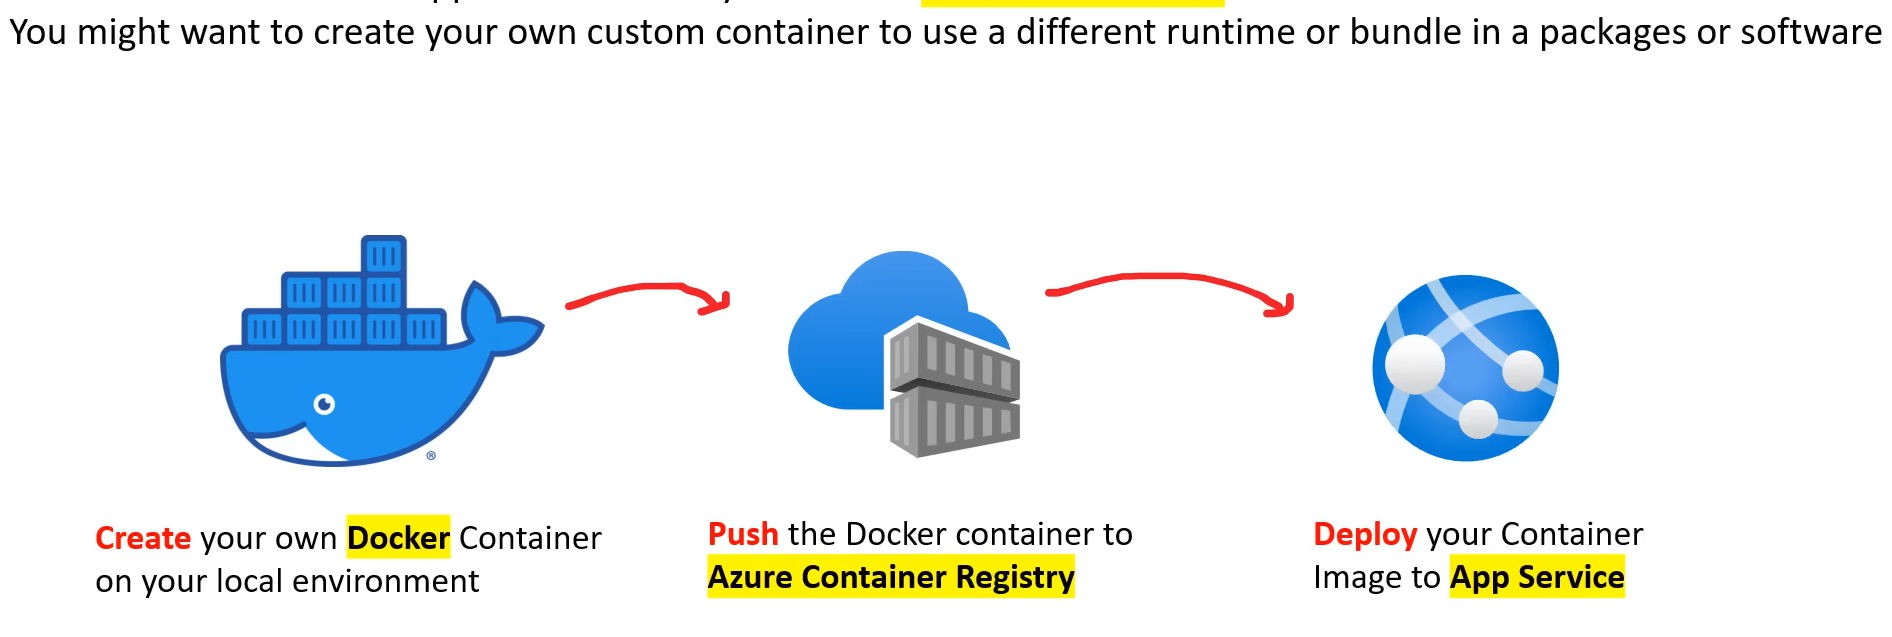 You might want to create your own custom container to use a different runtime or bundle in a packages or software
®
Create your own Docker Container
on your local environment
Push the Docker container to
Azure Container Registry
Deploy your Container
Image to App Service